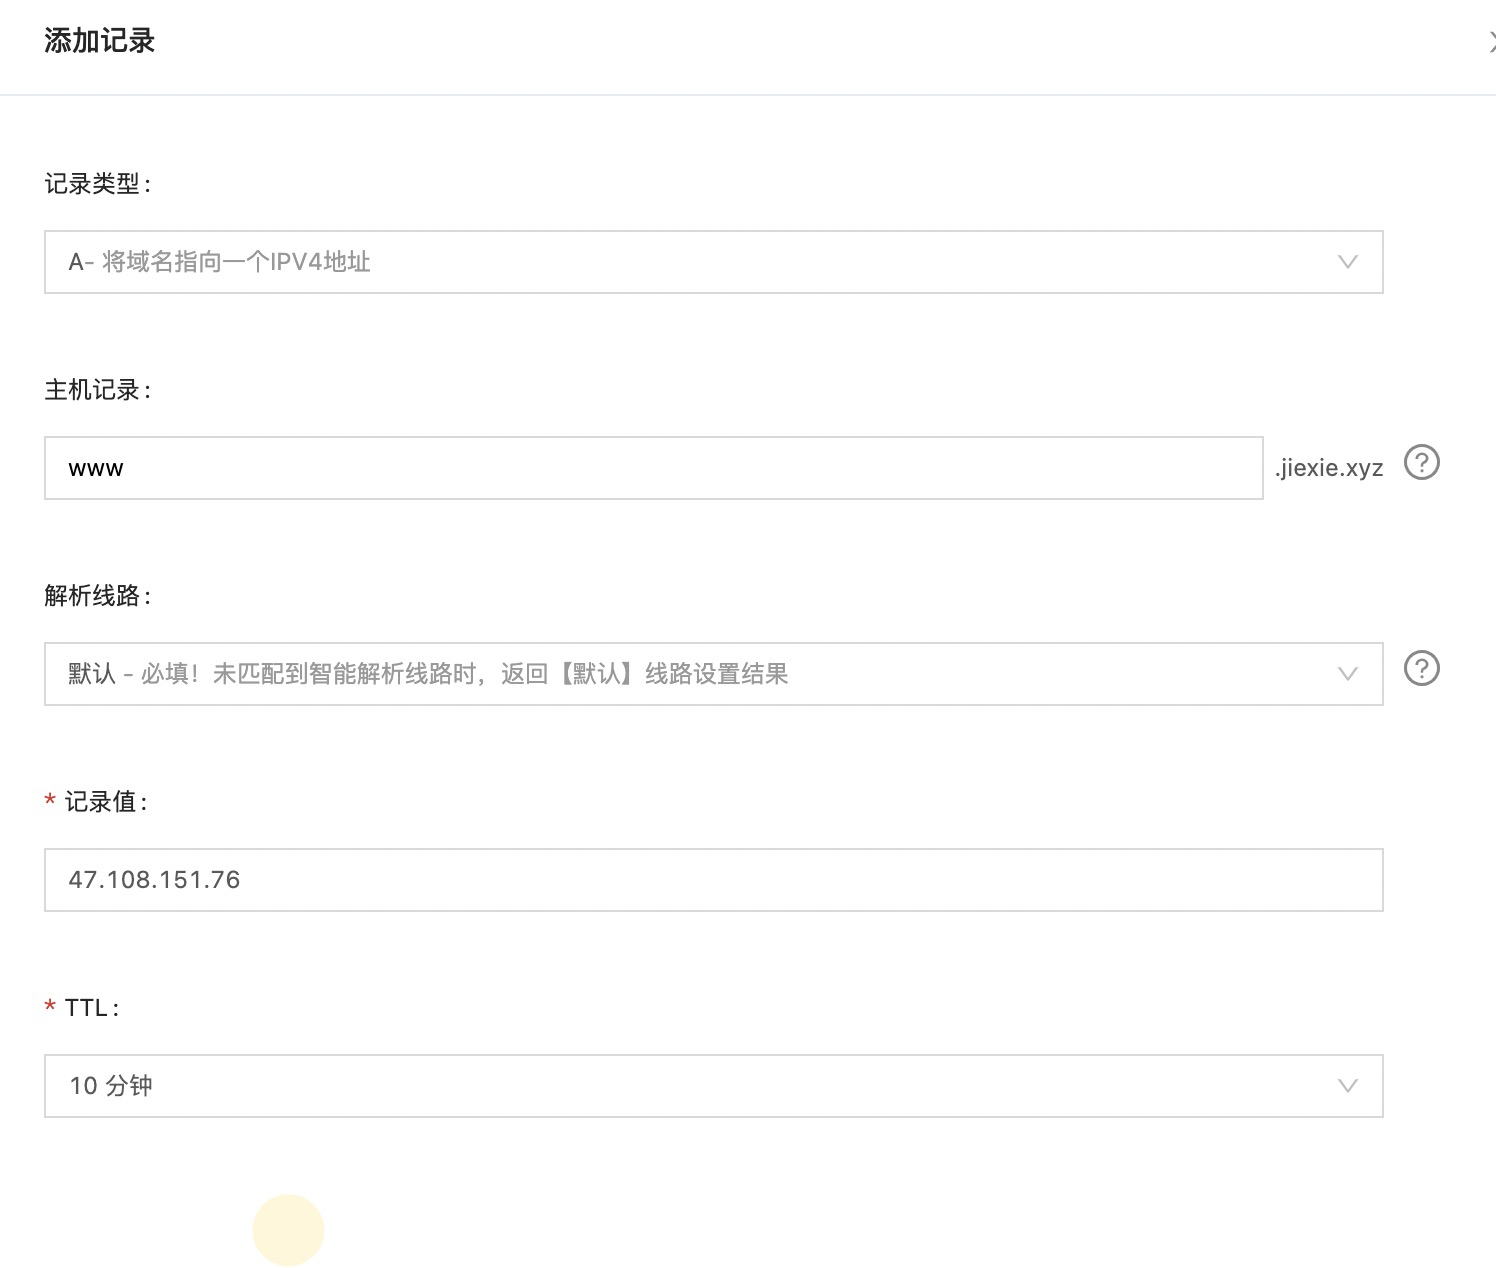 添加记录
记录类型：
A- 将域名指向一个IPV4地址
主机记录：
www .jiexie.xyz ?
解析线路：
默认 - 必填！未匹配到智能解析线路时，返回【默认】线路设置结果 ?
* 记录值：
47.108.151.76
* TTL：
10 分钟